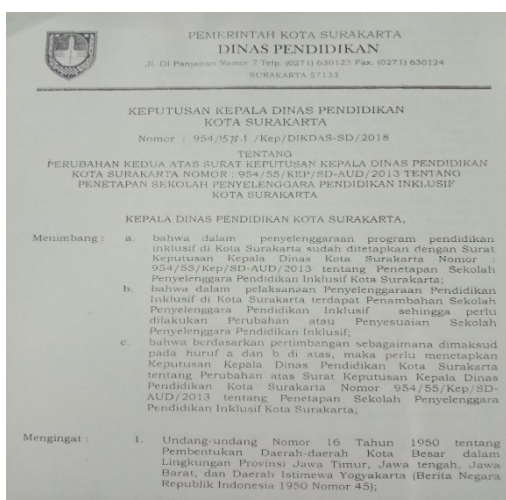 PEMERINTAH KOTA SURAKARTA
DINAS PENDIDIKAN
Jl. DI Panjaitan Nomor 7 Telp. (0271) 630123 Fax. (0271) 630124
SURAKARTA 57133
KEPUTUSAN KEPALA DINAS PENDIDIKAN
KOTA SURAKARTA
Nomor : 954/1575.1 /Kep/DIKDAS-SD/2018
TENTANG
PERUBAHAN KEDUA ATAS SURAT KEPUTUSAN KEPALA DINAS PENDIDIKAN
KOTA SURAKARTA NOMOR : 954/55/KEP/SD-AUD/2013 TENTANG
PENETAPAN SEKOLAH PENYELENGGARA PENDIDIKAN INKLUSIF
KOTA SURAKARTA
KEPALA DINAS PENDIDIKAN KOTA SURAKARTA,
Menimbang : a. bahwa dalam penyelenggaraan program pendidikan
inklusif di Kota Surakarta sudah ditetapkan dengan Surat
Keputusan Kepala Dinas Kota Surakarta Nomor :
954/55/Kep/SD-AUD/2013 tentang Penetapan Sekolah
Penyelenggara Pendidikan Inklusif Kota Surakarta;
b. bahwa dalam pelaksanaan Penyelenggaraan Pendidikan
Inklusif di Kota Surakarta terdapat Penambahan Sekolah
Penyelenggara Pendidikan Inklusif sehingga perlu
dilakukan Perubahan atau Penyesuaian Sekolah
Penyelenggara Pendidikan Inklusif;
c. bahwa berdasarkan pertimbangan sebagaimana dimaksud
pada huruf a dan b di atas, maka perlu menetapkan
Keputusan Kepala Dinas Pendidikan Kota Surakarta
tentang Perubahan atas Surat Keputusan Kepala Dinas
Pendidikan Kota Surakarta Nomor 954/55/Kep/SD-
AUD/2013 tentang Penetapan Sekolah Penyelenggara
Pendidikan Inklusif Kota Surakarta;
Mengingat : 1. Undang-undang Nomor 16 Tahun 1950 tentang
Pembentukan Daerah-daerah Kota Besar dalam
Lingkungan Provinsi Jawa Timur, Jawa tengah, Jawa
Barat, dan Daerah Istimewa Yogyakarta (Berita Negara
Republik Indonesia 1950 Nomor 45);